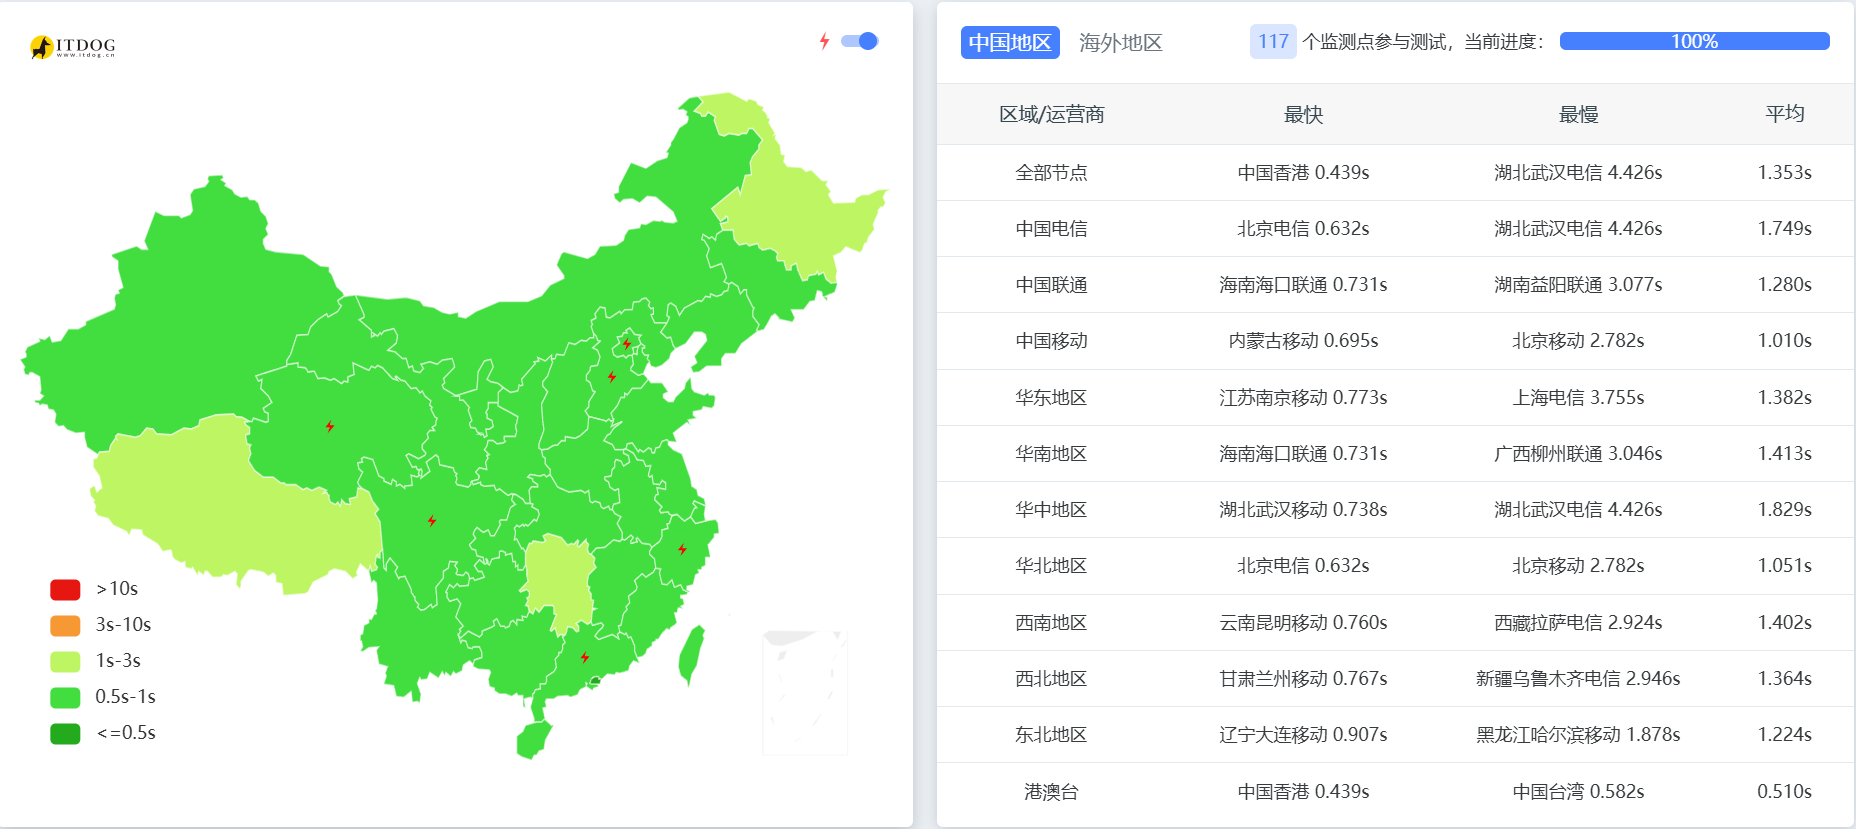 ITDOG
www.itdog.cn
>10s
3s-10s
1s-3s
0.5s-1s
<=0.5s
中国地区 海外地区 117 个监测点参与测试，当前进度： 100%
区域/运营商 最快 最慢 平均
全部节点 中国香港 0.439s 湖北武汉电信 4.426s 1.353s
中国电信 北京电信 0.632s 湖北武汉电信 4.426s 1.749s
中国联通 海南海口联通 0.731s 湖南益阳联通 3.077s 1.280s
中国移动 内蒙古移动 0.695s 北京移动 2.782s 1.010s
华东地区 江苏南京移动 0.773s 上海电信 3.755s 1.382s
华南地区 海南海口联通 0.731s 广西柳州联通 3.046s 1.413s
华中地区 湖北武汉移动 0.738s 湖北武汉电信 4.426s 1.829s
华北地区 北京电信 0.632s 北京移动 2.782s 1.051s
西南地区 云南昆明移动 0.760s 西藏拉萨电信 2.924s 1.402s
西北地区 甘肃兰州移动 0.767s 新疆乌鲁木齐电信 2.946s 1.364s
东北地区 辽宁大连移动 0.907s 黑龙江哈尔滨移动 1.878s 1.224s
港澳台 中国香港 0.439s 中国台湾 0.582s 0.510s